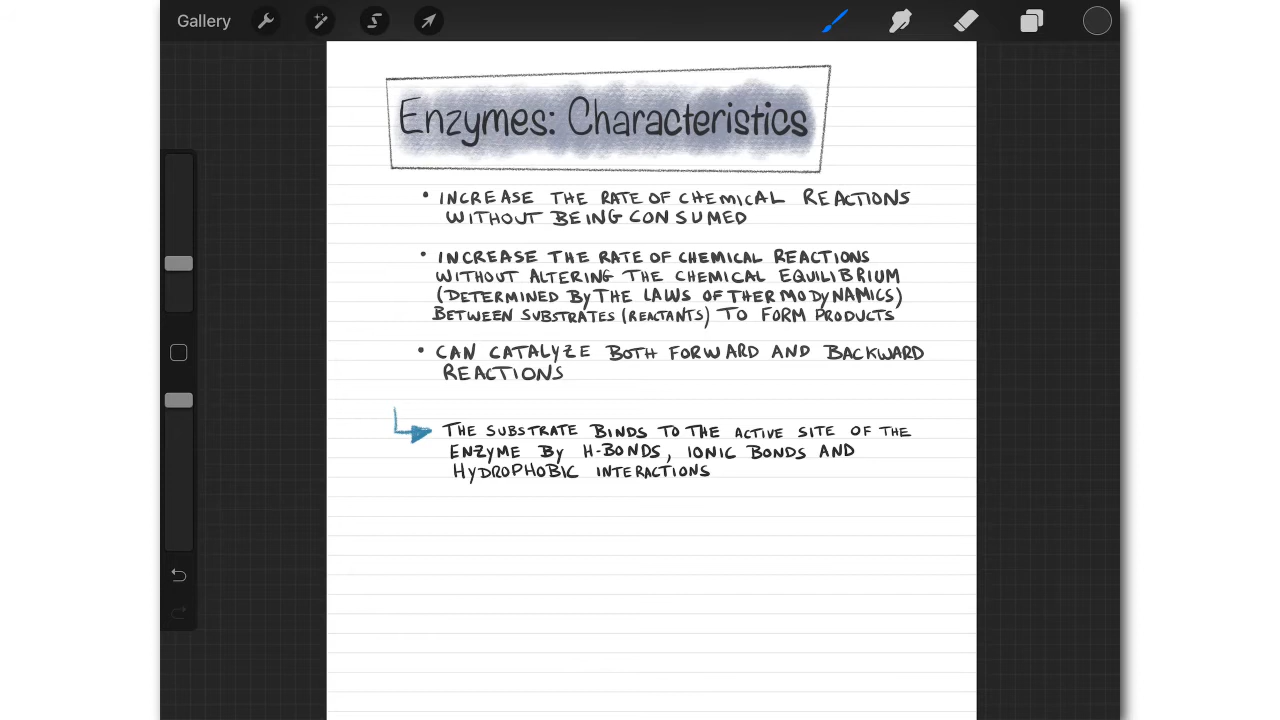 Gallery
Enzymes: Characteristics
• INCREASE THE RATE OF CHEMICAL REACTIONS
WITHOUT BEING CONSUMED
• INCREASE THE RATE OF CHEMICAL REACTIONS
WITHOUT ALTERING THE CHEMICAL EQUILIBRIUM
(DETERMINED BY THE LAWS OF THERMODYNAMICS)
BETWEEN SUBSTRATES (REACTANTS) TO FORM PRODUCTS
• CAN CATALYZE BOTH FORWARD AND BACKWARD
REACTIONS
THE SUBSTRATE BINDS TO THE ACTIVE SITE OF THE
ENZYME BY H-BONDS, IONIC BONDS AND
HYDROPHOBIC INTERACTIONS